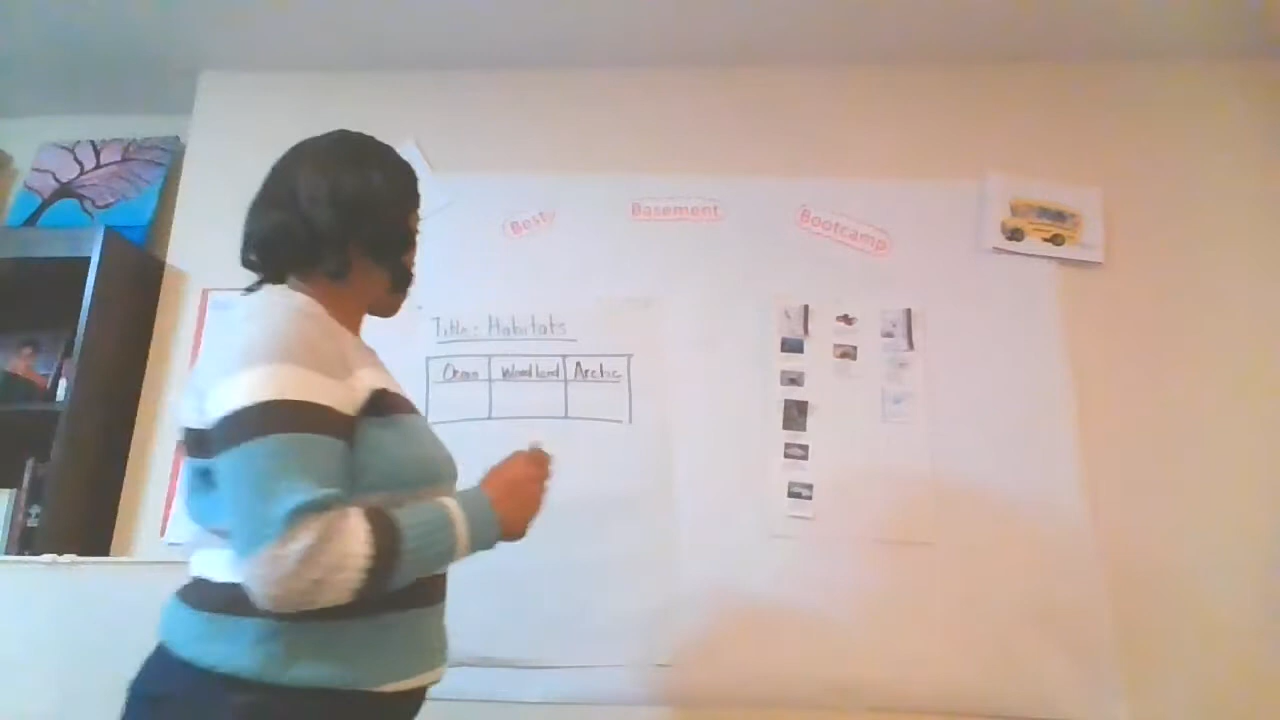 Best Basement Bootcamp
Title: Habitats
Ocean Woodland Arctic